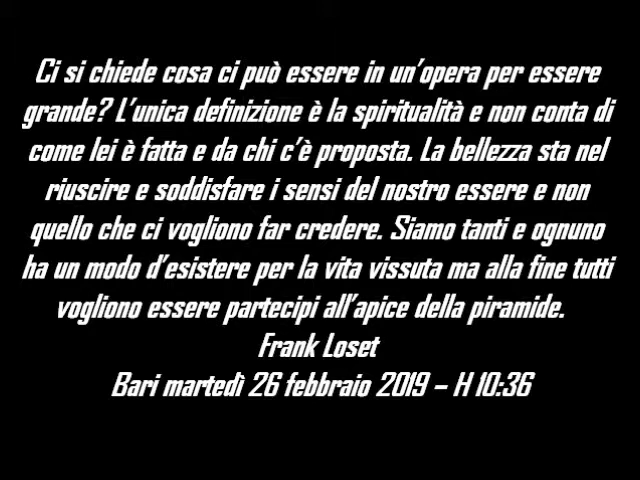 Ci si chiede cosa ci può essere in un'opera per essere
grande? L'unica definizione è la spiritualità e non conta di
come lei è fatta e da chi c'è proposta. La bellezza sta nel
riuscire e soddisfare i sensi del nostro essere e non
quello che ci vogliono far credere. Siamo tanti e ognuno
ha un modo d'esistere per la vita vissuta ma alla fine tutti
vogliono essere partecipi all'apice della piramide.
Frank Loset
Bari martedì 26 febbraio 2019 – H 10:36